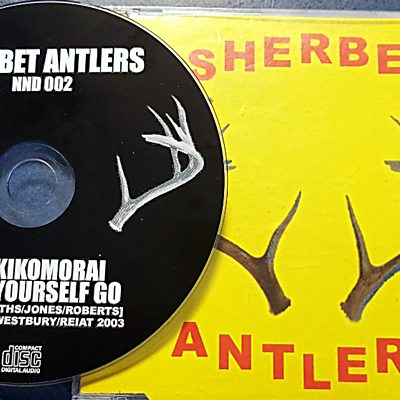 BET ANTLERS
NND 002
KIKOMORAI
YOURSELF GO
THS/JONES/ROBERTS]
WESTBURY/REIAT 2003
COMPACT
disc
DIGITAL AUDIO
SHERBE
ANTLER